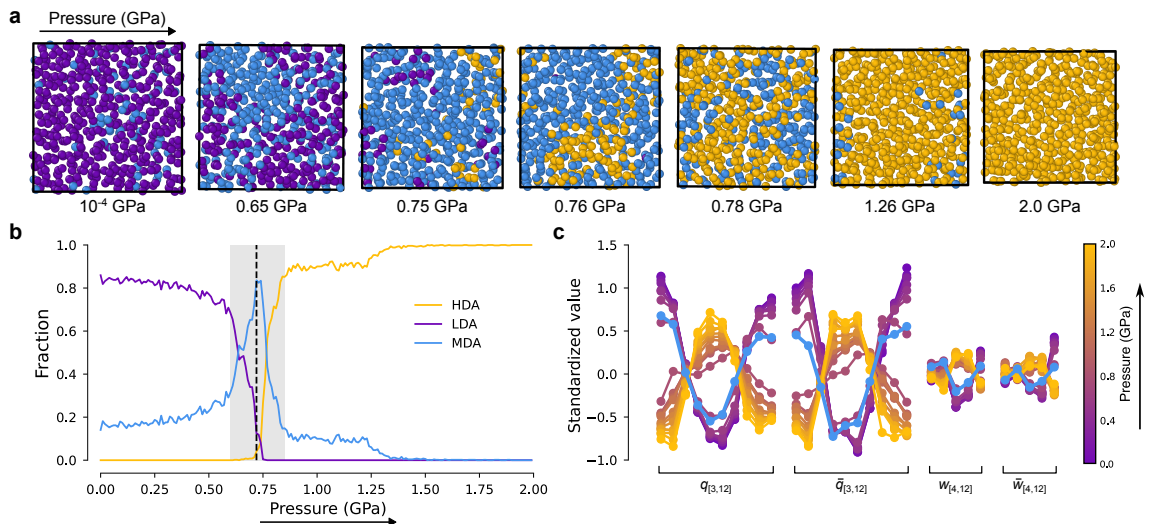 a
Pressure (GPa)
10⁻⁴ GPa
0.65 GPa
0.75 GPa
0.76 GPa
0.78 GPa
1.26 GPa
2.0 GPa
b
1.0
0.8
0.6
0.4
0.2
0.0
Fraction
HDA
LDA
MDA
0.00
0.25
0.50
0.75
1.00
1.25
1.50
1.75
2.00
Pressure (GPa)
c
1.5
1.0
0.5
0.0
−0.5
−1.0
Standardized value
q[3,12]
q̄[3,12]
w[4,12]
w̄[4,12]
2.0
1.6
1.2
0.8
0.4
0.0
Pressure (GPa)